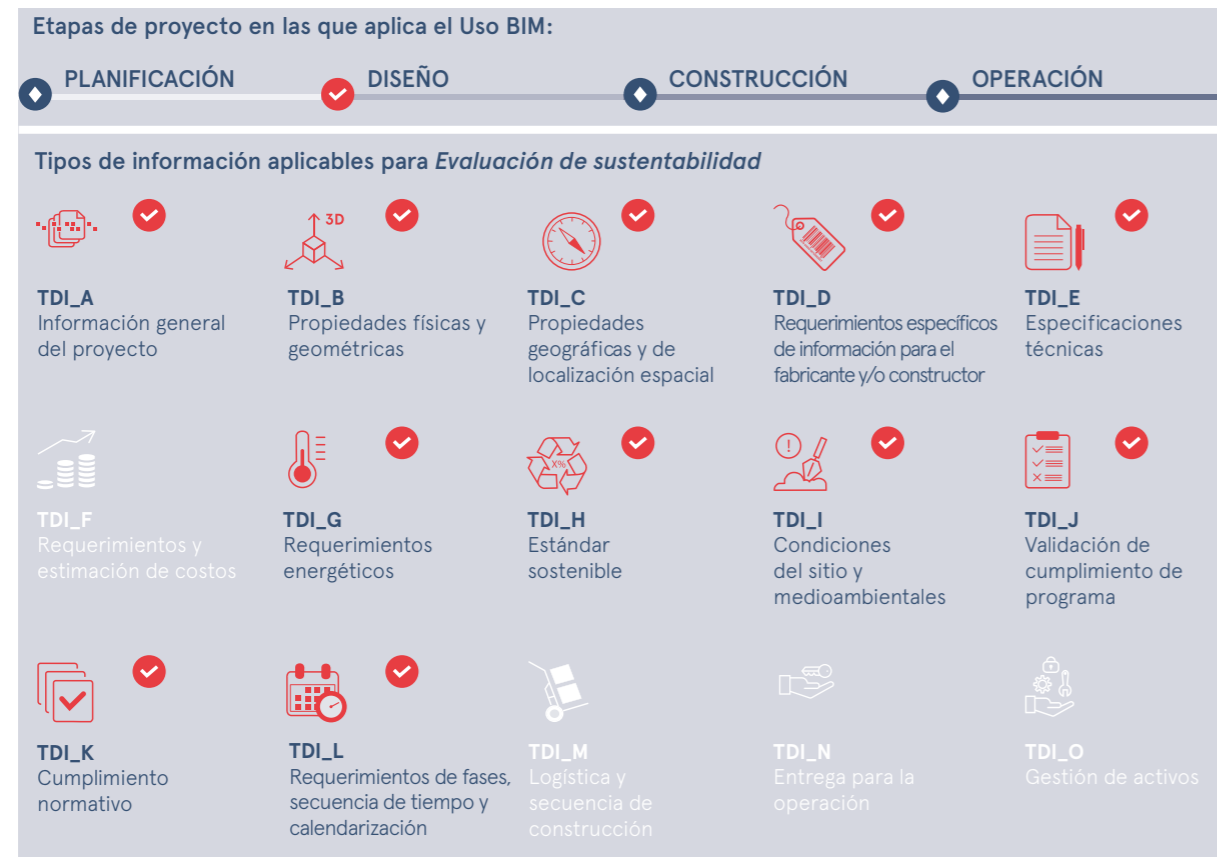 Etapas de proyecto en las que aplica el Uso BIM:
PLANIFICACIÓN
DISEÑO
CONSTRUCCIÓN
OPERACIÓN
Tipos de información aplicables para Evaluación de sustentabilidad
3D
TDI_A
Información general
del proyecto
TDI_B
Propiedades físicas y
geométricas
TDI_C
Propiedades
geográficas y de
localización espacial
TDI_D
Requerimientos específicos
de información para el
fabricante y/o constructor
TDI_E
Especificaciones
técnicas
X%
TDI_F
Requerimientos y
estimación de costos
TDI_G
Requerimientos
energéticos
TDI_H
Estándar
sostenible
TDI_I
Condiciones
del sitio y
medioambientales
TDI_J
Validación de
cumplimiento de
programa
TDI_K
Cumplimiento
normativo
TDI_L
Requerimientos de fases,
secuencia de tiempo y
calendarización
TDI_M
Logística y
secuencia de
construcción
TDI_N
Entrega para la
operación
TDI_O
Gestión de activos